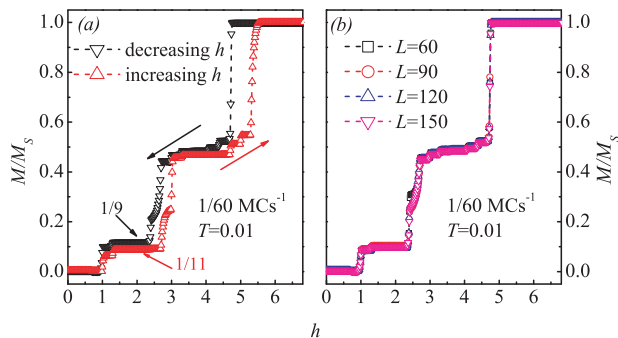 (a)
decreasing h
increasing h
1/9
1/11
1/60 MCs⁻¹
T=0.01
M/M_S
1.0
0.8
0.6
0.4
0.2
0.0
0 1 2 3 4 5 6
(b)
L=60
L=90
L=120
L=150
1/60 MCs⁻¹
T=0.01
1.0
0.8
0.6
0.4
0.2
0.0
M/M_S
0 1 2 3 4 5 6
h